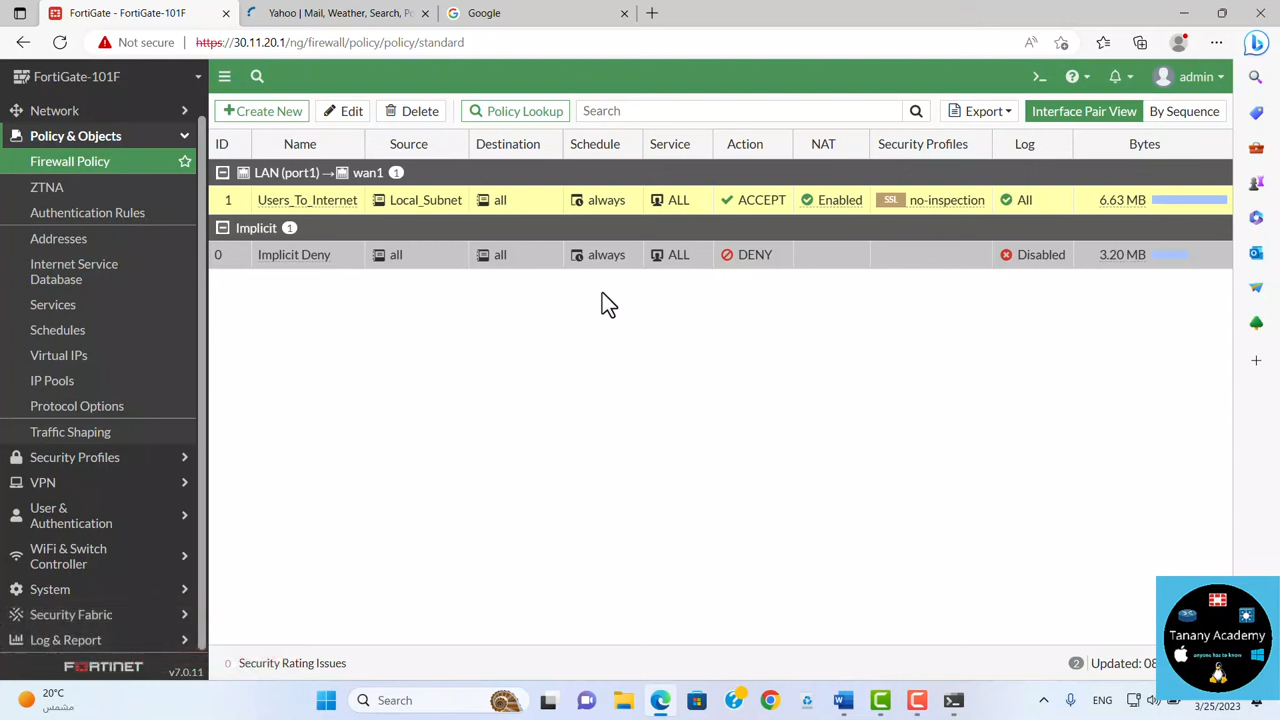 FortiGate - FortiGate-101F
Yahoo | Mail, Weather, Search, Po
Google
Not secure
https://30.11.20.1/ng/firewall/policy/policy/standard
FortiGate-101F
admin
Network
Policy & Objects
Firewall Policy
ZTNA
Authentication Rules
Addresses
Internet Service
Database
Services
Schedules
Virtual IPs
IP Pools
Protocol Options
Traffic Shaping
Security Profiles
VPN
User &
Authentication
WiFi & Switch
Controller
System
Security Fabric
Log & Report
FORTINET
v7.0.11
+Create New Edit Delete Policy Lookup Search Export Interface Pair View By Sequence
ID Name Source Destination Schedule Service Action NAT Security Profiles Log Bytes
LAN (port1) → wan1 1
1 Users_To_Internet Local_Subnet all always ALL ACCEPT Enabled SSL no-inspection All 6.63 MB
Implicit 1
0 Implicit Deny all all always ALL DENY Disabled 3.20 MB
0 Security Rating Issues
2 Updated: 08
Tanany Academy
anyone has to know
20°C
مشمس
Search
ENG
3/25/2023